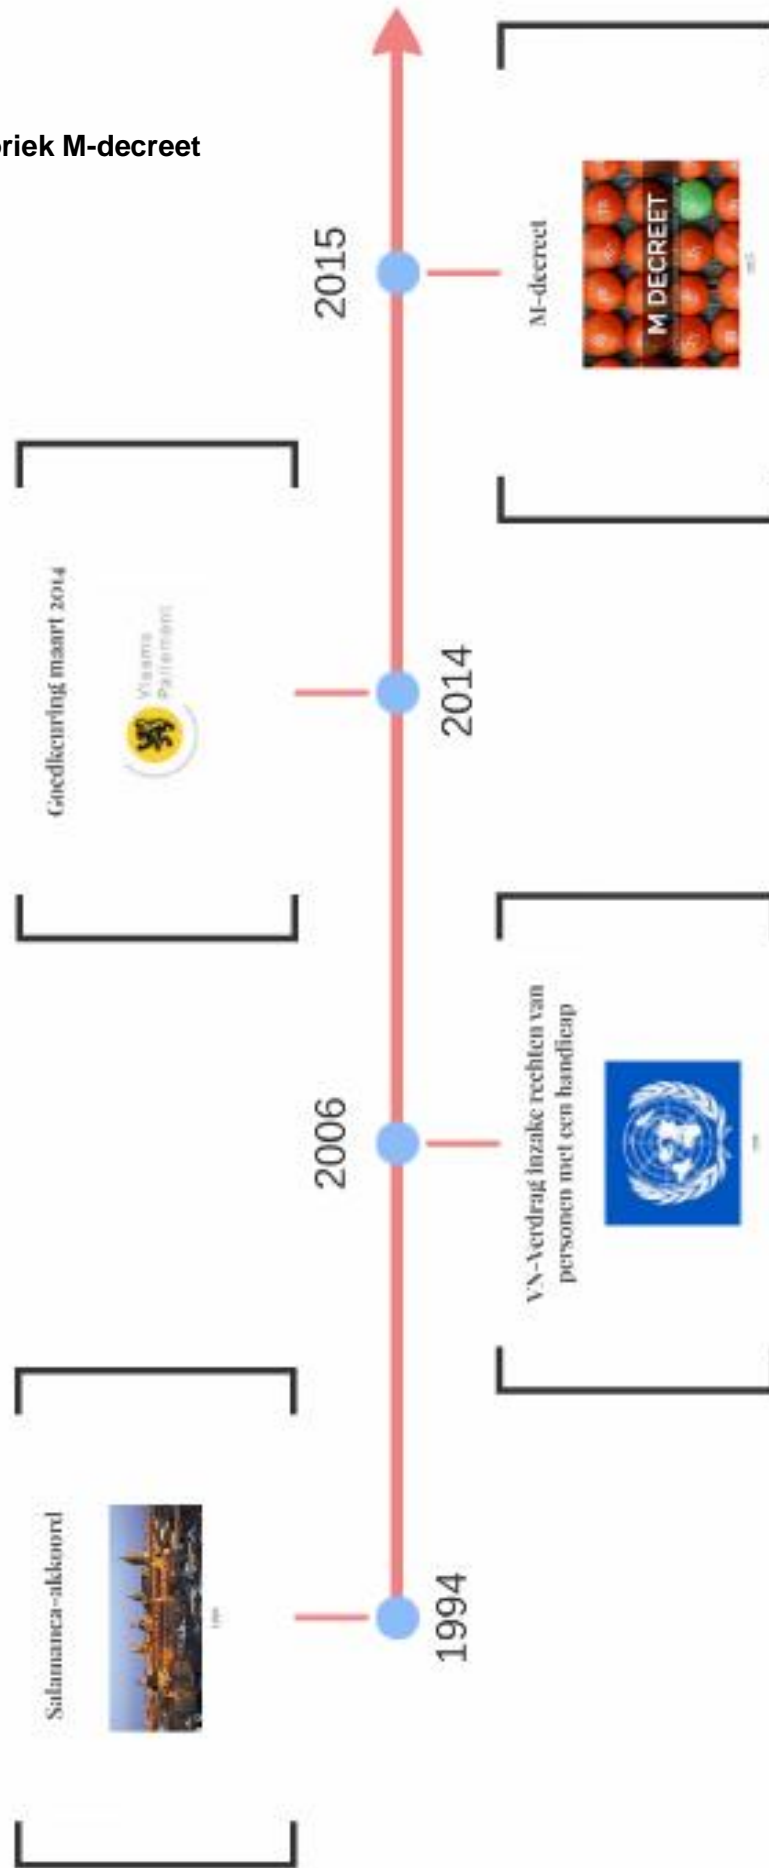 riek M-decreet
Salamanca-akkoord
1994
VN-Verdrag inzake rechten van
personen met een handicap
2006
Goedkeuring maart 2014
Vlaams
Parlement
2014
M-decreet
M DECREET
2015